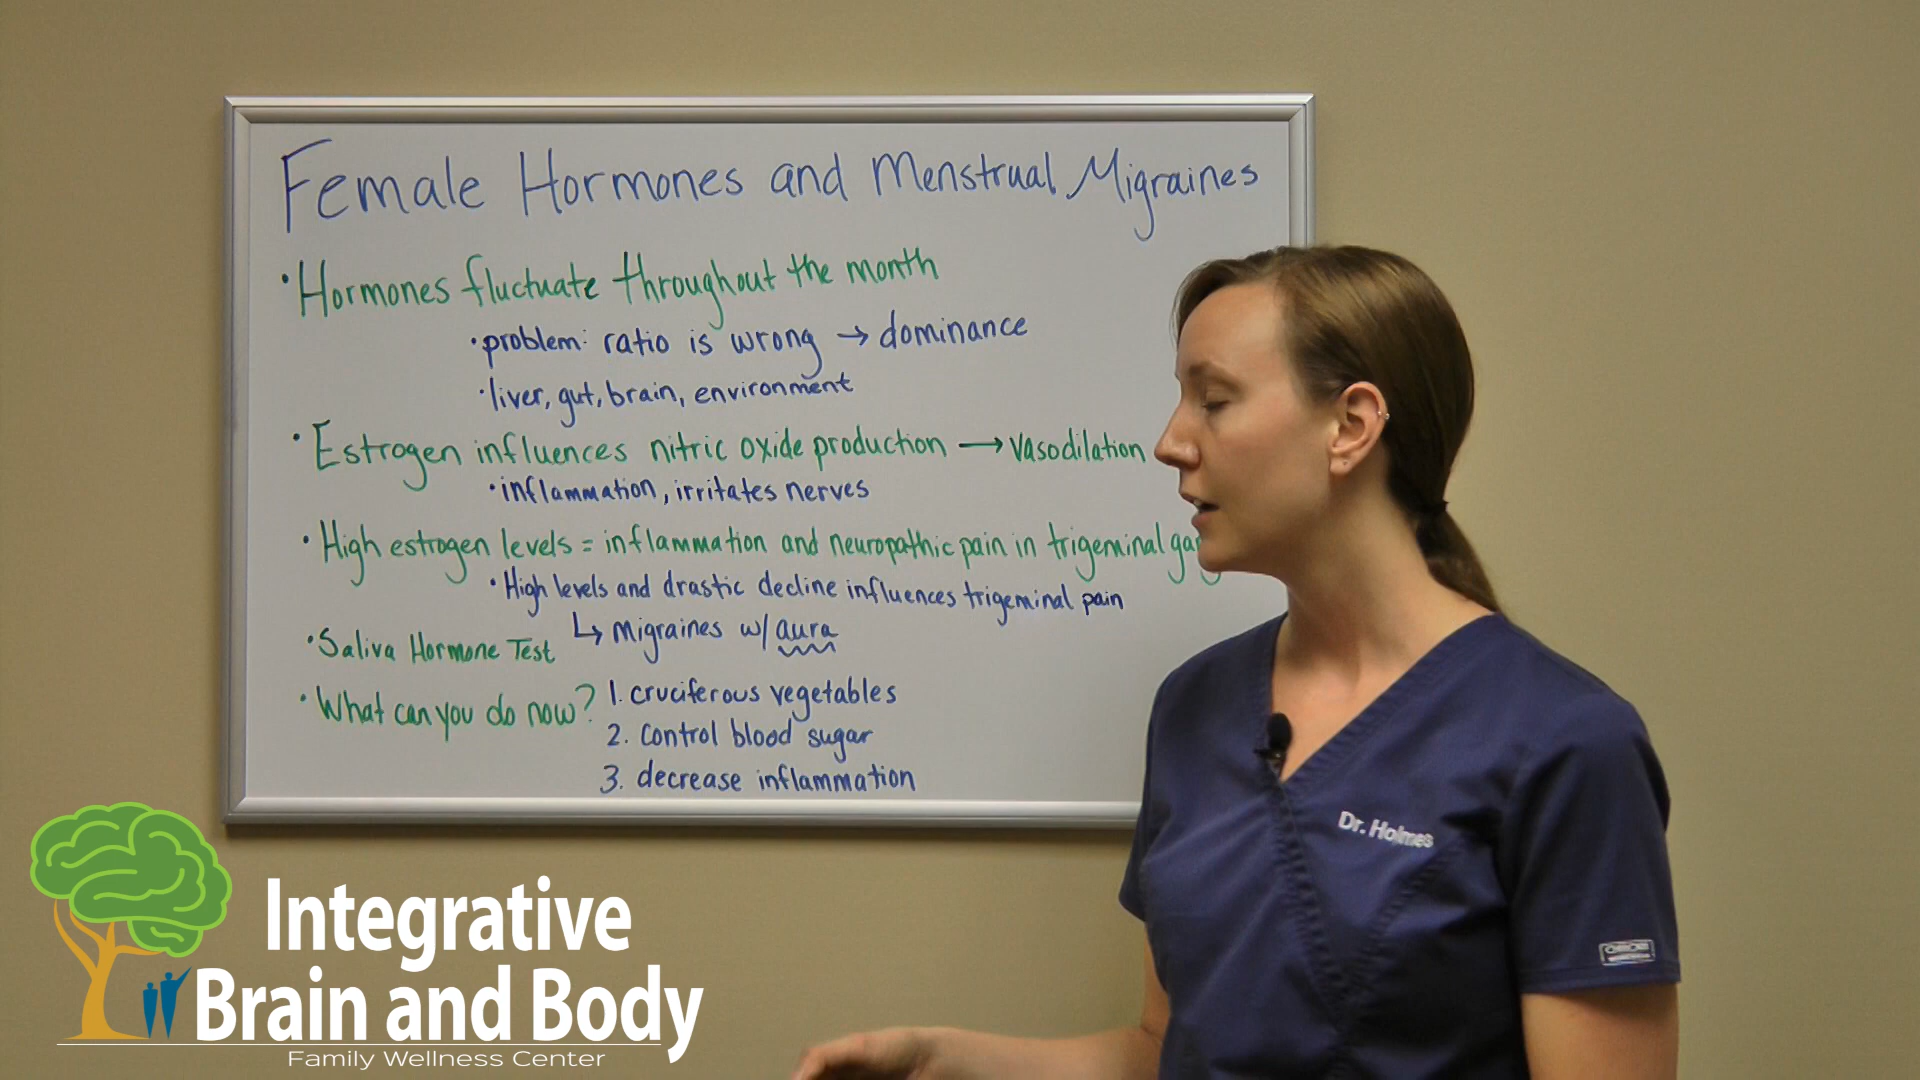 Female Hormones and Menstrual Migraines
• Hormones fluctuate throughout the month
• problem: ratio is wrong → dominance
• liver, gut, brain, environment
• Estrogen influences nitric oxide production → vasodilation
• inflammation, irritates nerves
• High estrogen levels = inflammation and neuropathic pain in trigeminal
• High levels and drastic decline influences trigeminal pain
↳ migraines w/ aura
• Saliva Hormone Test
• What can you do now? 1. cruciferous vegetables
2. control blood sugar
3. decrease inflammation
Dr. Holmes
Integrative
Brain and Body
Family Wellness Center